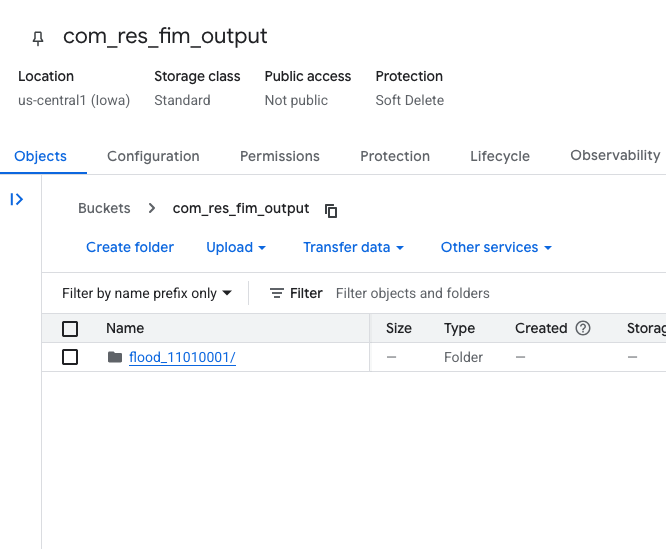 com_res_fim_output
Location Storage class Public access Protection
us-central1 (Iowa) Standard Not public Soft Delete
Objects Configuration Permissions Protection Lifecycle Observability
Buckets com_res_fim_output
Create folder Upload Transfer data Other services
Filter by name prefix only Filter Filter objects and folders
Name Size Type Created Storag
flood_11010001/ — Folder — —